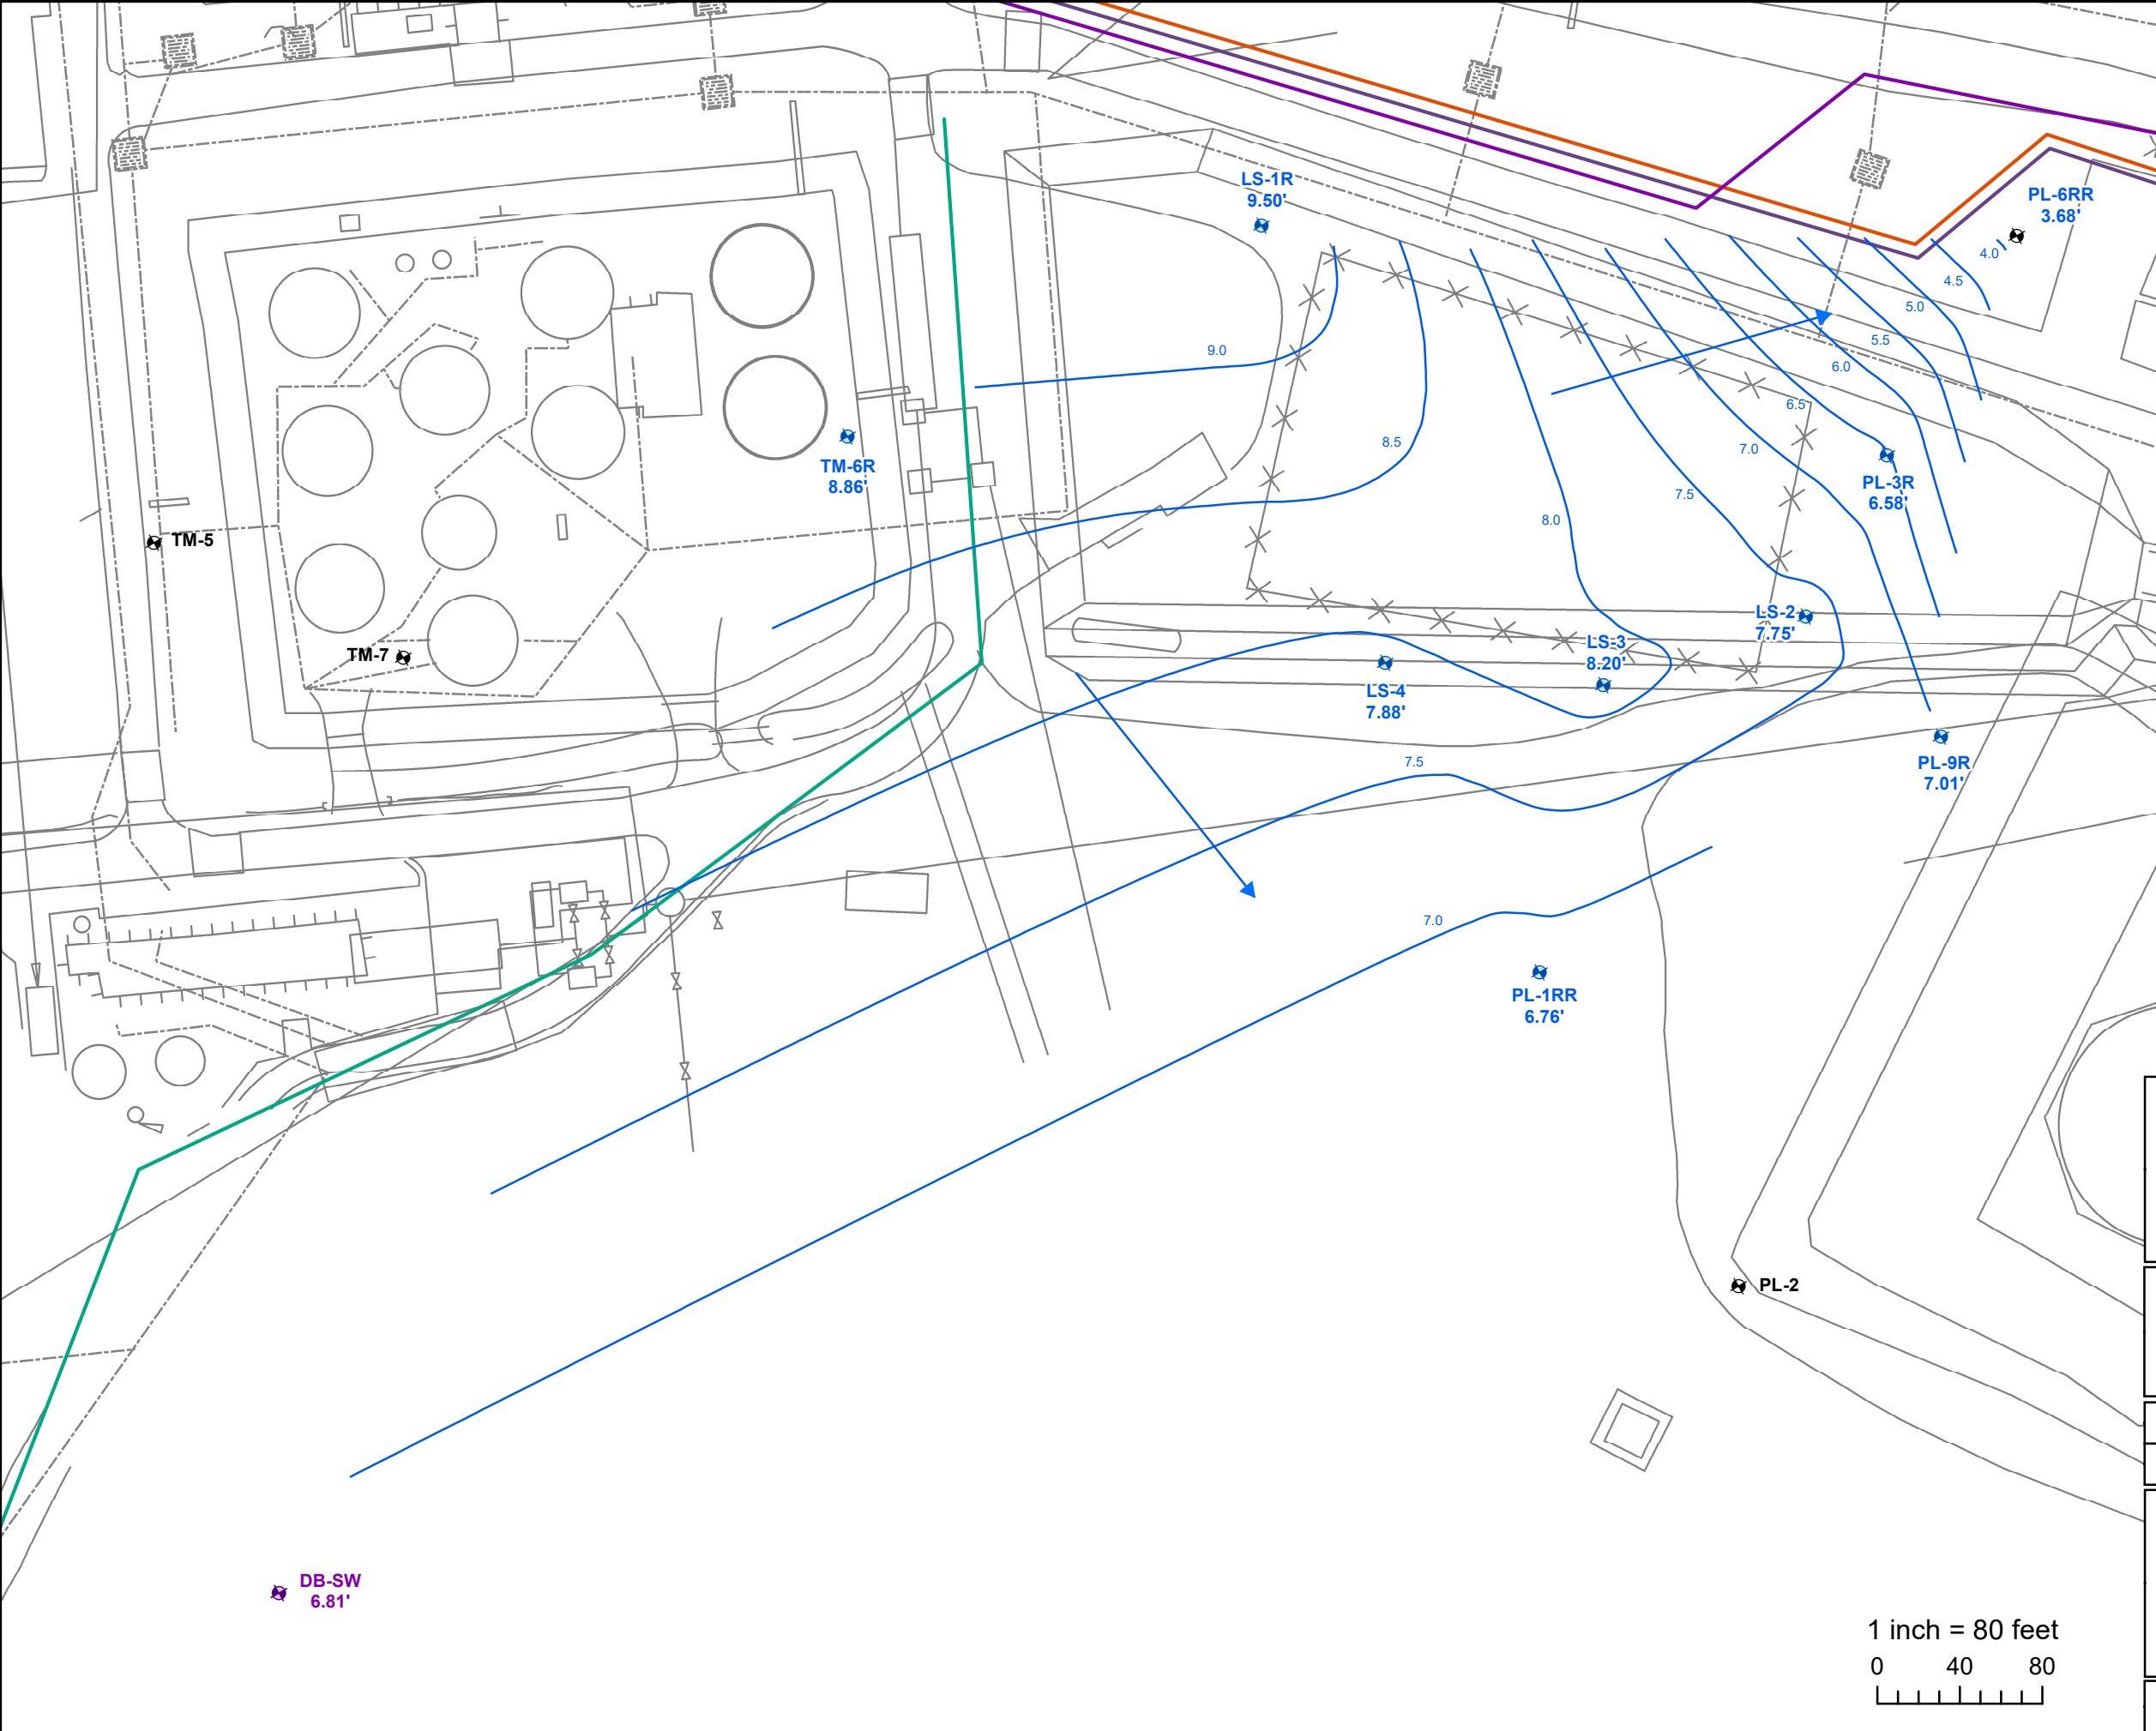 LS-1R
9.50'
PL-6RR
3.68'
4.0
4.5
5.0
5.5
6.0
6.5
9.0
8.5
7.0
7.5
8.0
TM-6R
8.86'
PL-3R
6.58'
TM-5
TM-7
LS-2
7.75'
LS-3
8.20'
LS-4
7.88'
PL-9R
7.01'
7.5
7.0
PL-1RR
6.76'
PL-2
DB-SW
6.81'
1 inch = 80 feet
0 40 80